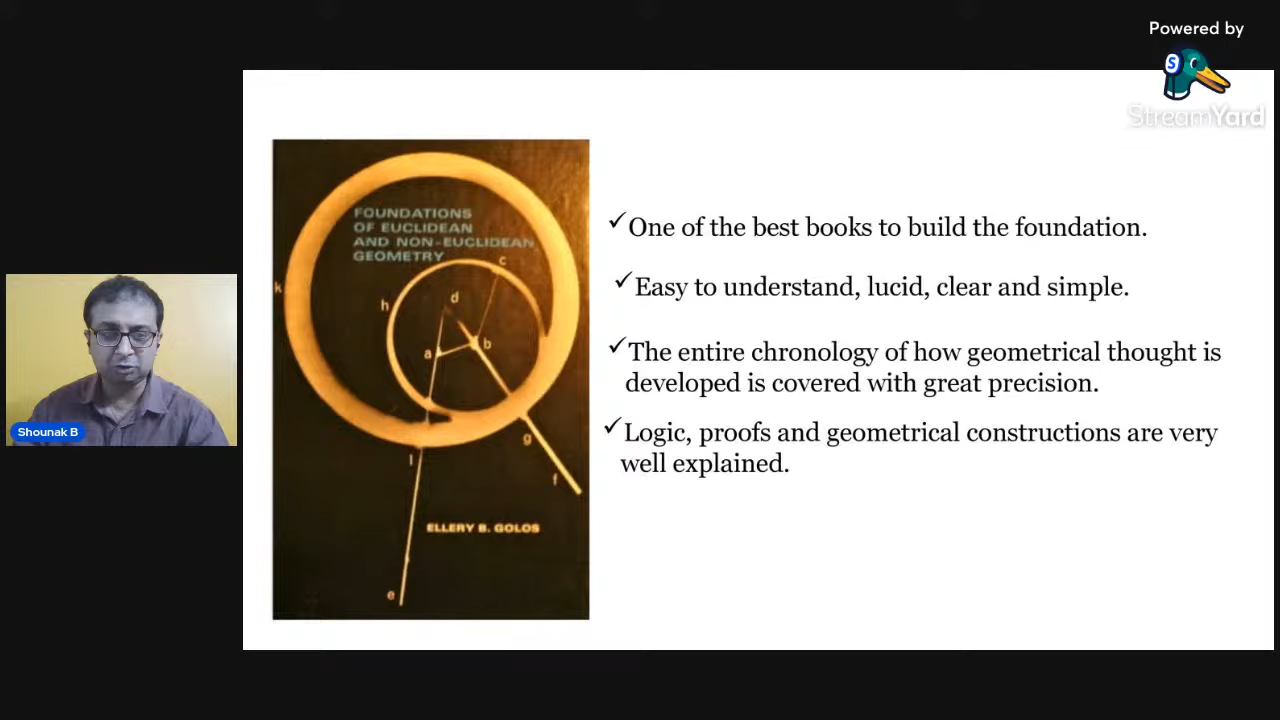 Powered by
StreamYard
FOUNDATIONS
OF EUCLIDEAN
AND NON-EUCLIDEAN
GEOMETRY
c
k
h
d
a
b
g
l
f
ELLERY B. GOLOS
e
✓One of the best books to build the foundation.
✓Easy to understand, lucid, clear and simple.
✓The entire chronology of how geometrical thought is
developed is covered with great precision.
✓Logic, proofs and geometrical constructions are very
well explained.
Shounak B